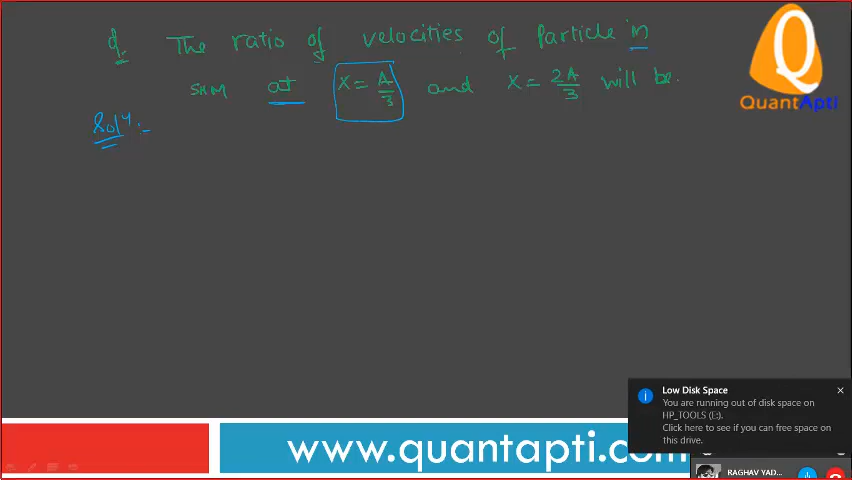 Q. The ratio of velocities of Particle in
SHM at x = A/3 and x = 2A/3 will be.
Solⁿ:-
QuantApti
Low Disk Space
You are running out of disk space on
HP_TOOLS (E:).
Click here to see if you can free space on
this drive.
www.quantapti.com
RAGHAV YAD...